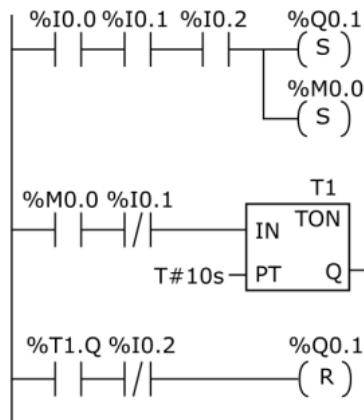 %I0.0 %I0.1 %I0.2 %Q0.1
S
%M0.0
S
T1
%M0.0 %I0.1 TON
IN
T#10s PT Q
%T1.Q %I0.2 %Q0.1
R